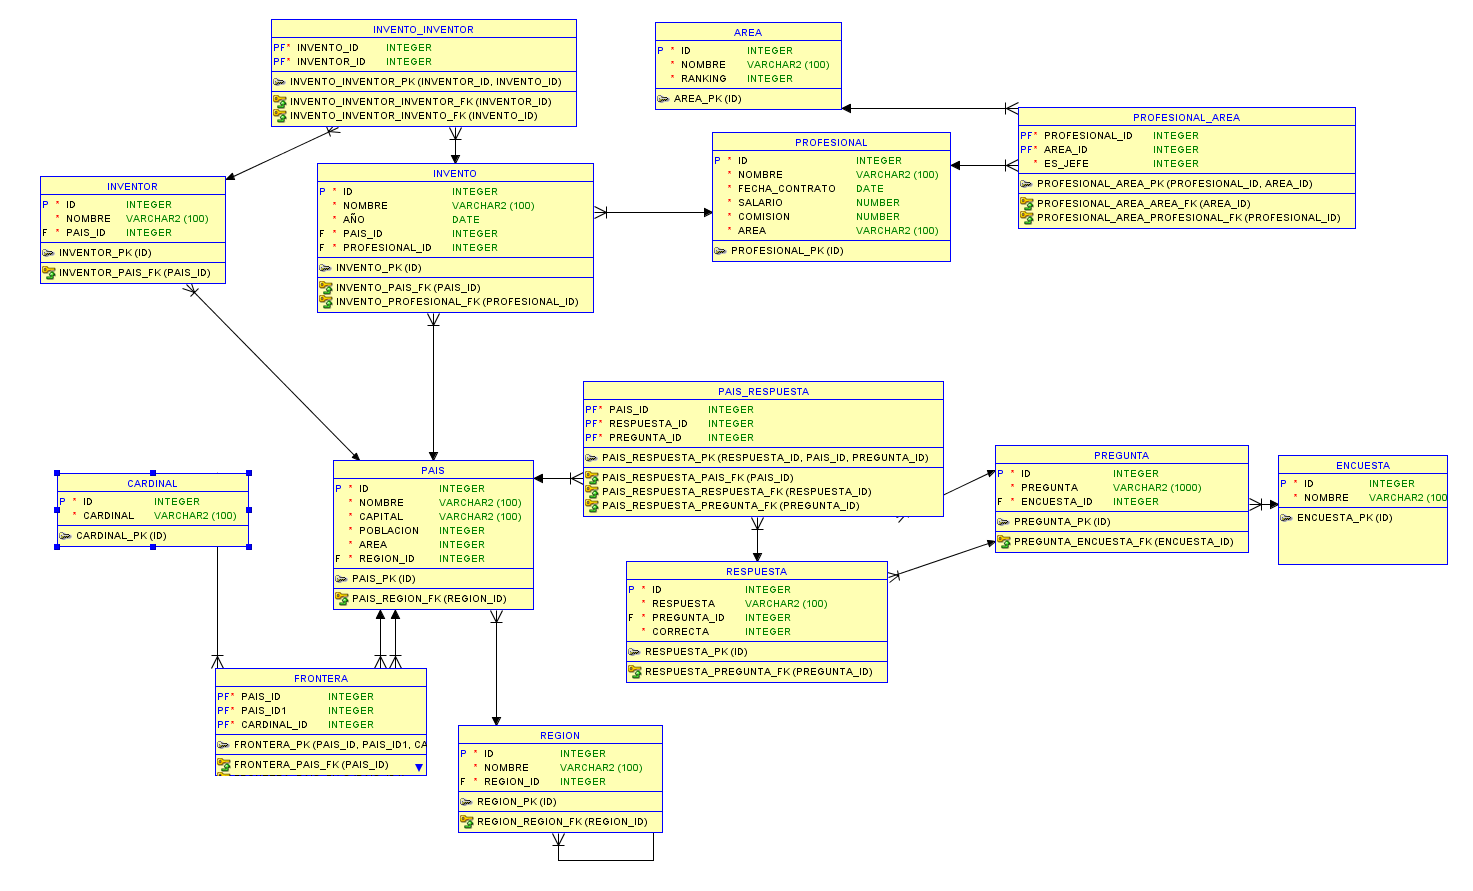 INVENTO_INVENTOR
PF* INVENTO_ID INTEGER
PF* INVENTOR_ID INTEGER
INVENTO_INVENTOR_PK (INVENTOR_ID, INVENTO_ID)
INVENTO_INVENTOR_INVENTOR_FK (INVENTOR_ID)
INVENTO_INVENTOR_INVENTO_FK (INVENTO_ID)
AREA
P * ID INTEGER
* NOMBRE VARCHAR2 (100)
* RANKING INTEGER
AREA_PK (ID)
PROFESIONAL_AREA
PF* PROFESIONAL_ID INTEGER
PF* AREA_ID INTEGER
* ES_JEFE INTEGER
PROFESIONAL_AREA_PK (PROFESIONAL_ID, AREA_ID)
PROFESIONAL_AREA_AREA_FK (AREA_ID)
PROFESIONAL_AREA_PROFESIONAL_FK (PROFESIONAL_ID)
PROFESIONAL
P * ID INTEGER
* NOMBRE VARCHAR2 (100)
* FECHA_CONTRATO DATE
* SALARIO NUMBER
* COMISION NUMBER
* AREA VARCHAR2 (100)
PROFESIONAL_PK (ID)
INVENTOR
P * ID INTEGER
* NOMBRE VARCHAR2 (100)
F * PAIS_ID INTEGER
INVENTOR_PK (ID)
INVENTOR_PAIS_FK (PAIS_ID)
INVENTO
P * ID INTEGER
* NOMBRE VARCHAR2 (100)
* AÑO DATE
F * PAIS_ID INTEGER
F * PROFESIONAL_ID INTEGER
INVENTO_PK (ID)
INVENTO_PAIS_FK (PAIS_ID)
INVENTO_PROFESIONAL_FK (PROFESIONAL_ID)
PAIS_RESPUESTA
PF* PAIS_ID INTEGER
PF* RESPUESTA_ID INTEGER
PF* PREGUNTA_ID INTEGER
PAIS_RESPUESTA_PK (RESPUESTA_ID, PAIS_ID, PREGUNTA_ID)
PAIS_RESPUESTA_PAIS_FK (PAIS_ID)
PAIS_RESPUESTA_RESPUESTA_FK (RESPUESTA_ID)
PAIS_RESPUESTA_PREGUNTA_FK (PREGUNTA_ID)
PREGUNTA
P * ID INTEGER
* PREGUNTA VARCHAR2 (1000)
F * ENCUESTA_ID INTEGER
PREGUNTA_PK (ID)
PREGUNTA_ENCUESTA_FK (ENCUESTA_ID)
ENCUESTA
P * ID INTEGER
* NOMBRE VARCHAR2 (100
ENCUESTA_PK (ID)
CARDINAL
P * ID INTEGER
* CARDINAL VARCHAR2 (100)
CARDINAL_PK (ID)
PAIS
P * ID INTEGER
* NOMBRE VARCHAR2 (100)
* CAPITAL VARCHAR2 (100)
* POBLACION INTEGER
* AREA INTEGER
F * REGION_ID INTEGER
PAIS_PK (ID)
PAIS_REGION_FK (REGION_ID)
RESPUESTA
P * ID INTEGER
* RESPUESTA VARCHAR2 (100)
F * PREGUNTA_ID INTEGER
* CORRECTA INTEGER
RESPUESTA_PK (ID)
RESPUESTA_PREGUNTA_FK (PREGUNTA_ID)
FRONTERA
PF* PAIS_ID INTEGER
PF* PAIS_ID1 INTEGER
PF* CARDINAL_ID INTEGER
FRONTERA_PK (PAIS_ID, PAIS_ID1, CA
FRONTERA_PAIS_FK (PAIS_ID)
REGION
P * ID INTEGER
* NOMBRE VARCHAR2 (100)
F * REGION_ID INTEGER
REGION_PK (ID)
REGION_REGION_FK (REGION_ID)